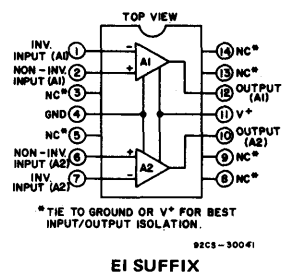 TOP VIEW
INV. INPUT (A1) 1 - 14 NC*
NON-INV. INPUT (A1) 2 + A1 13 NC*
NC* 3 12 OUTPUT (A1)
GND 4 11 V+
NC* 5 10 OUTPUT (A2)
NON-INV. INPUT (A2) 6 + A2 9 NC*
INV. INPUT (A2) 7 - 8 NC*
*TIE TO GROUND OR V+ FOR BEST
INPUT/OUTPUT ISOLATION.
92CS-30041
EI SUFFIX